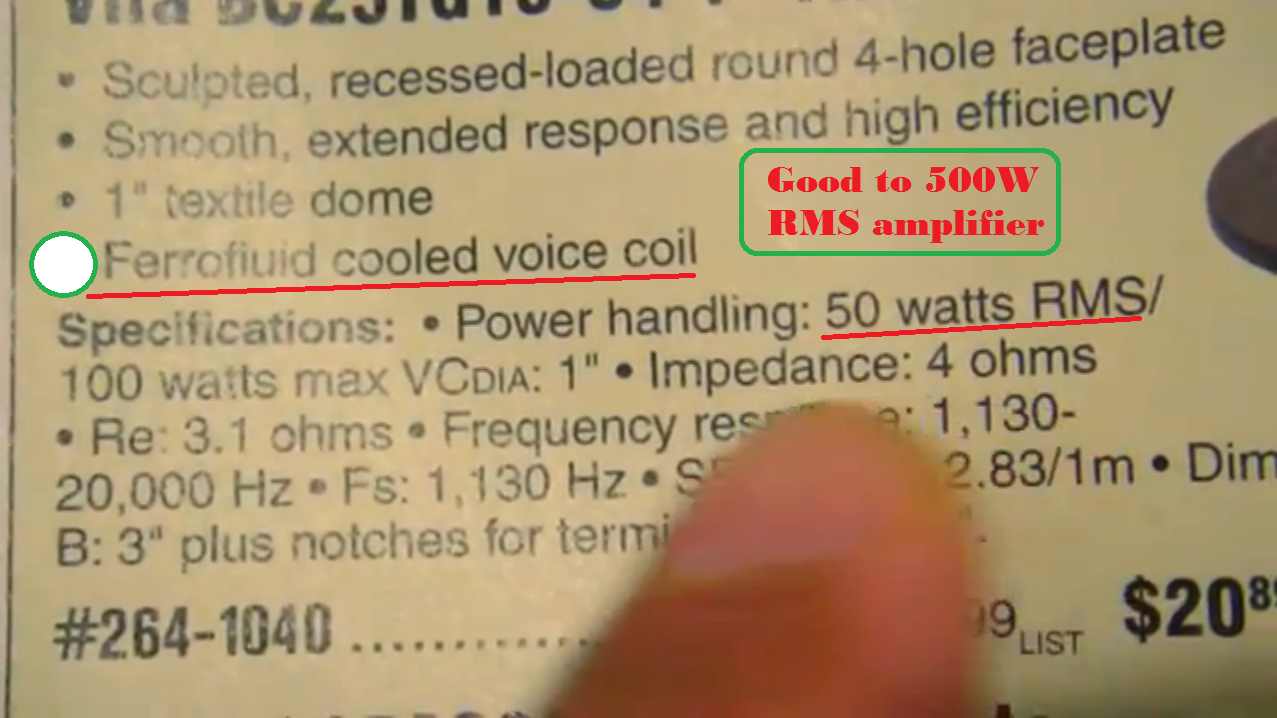 • Sculpted, recessed-loaded round 4-hole faceplate
• Smooth, extended response and high efficiency
• 1" textile dome
Good to 500W
RMS amplifier
Ferrofluid cooled voice coil
Specifications: • Power handling: 50 watts RMS/
100 watts max VCDIA: 1" • Impedance: 4 ohms
• Re: 3.1 ohms • Frequency : 1,130-
20,000 Hz • Fs: 1,130 Hz • 2.83/1m • Dim
B: 3" plus notches for
#264-1040 ............ LIST $20